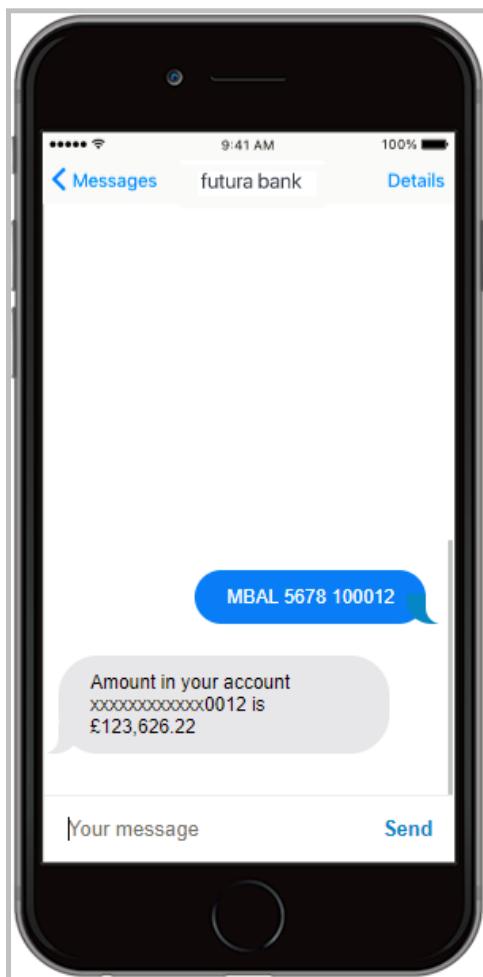 9:41 AM 100%
Messages futura bank Details
MBAL 5678 100012
Amount in your account
xxxxxxxxxxxx0012 is
£123,626.22
Your message Send